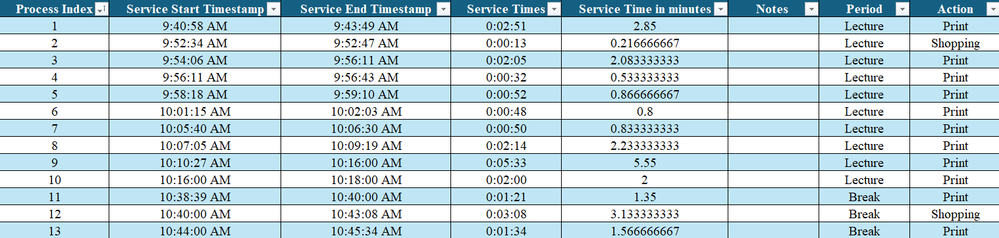 Process Index Service Start Timestamp Service End Timestamp Service Times Service Time in minutes Notes Period Action
1 9:40:58 AM 9:43:49 AM 0:02:51 2.85 Lecture Print
2 9:52:34 AM 9:52:47 AM 0:00:13 0.216666667 Lecture Shopping
3 9:54:06 AM 9:56:11 AM 0:02:05 2.083333333 Lecture Print
4 9:56:11 AM 9:56:43 AM 0:00:32 0.533333333 Lecture Print
5 9:58:18 AM 9:59:10 AM 0:00:52 0.866666667 Lecture Print
6 10:01:15 AM 10:02:03 AM 0:00:48 0.8 Lecture Print
7 10:05:40 AM 10:06:30 AM 0:00:50 0.833333333 Lecture Print
8 10:07:05 AM 10:09:19 AM 0:02:14 2.233333333 Lecture Print
9 10:10:27 AM 10:16:00 AM 0:05:33 5.55 Lecture Print
10 10:16:00 AM 10:18:00 AM 0:02:00 2 Lecture Print
11 10:38:39 AM 10:40:00 AM 0:01:21 1.35 Break Print
12 10:40:00 AM 10:43:08 AM 0:03:08 3.133333333 Break Shopping
13 10:44:00 AM 10:45:34 AM 0:01:34 1.566666667 Break Print